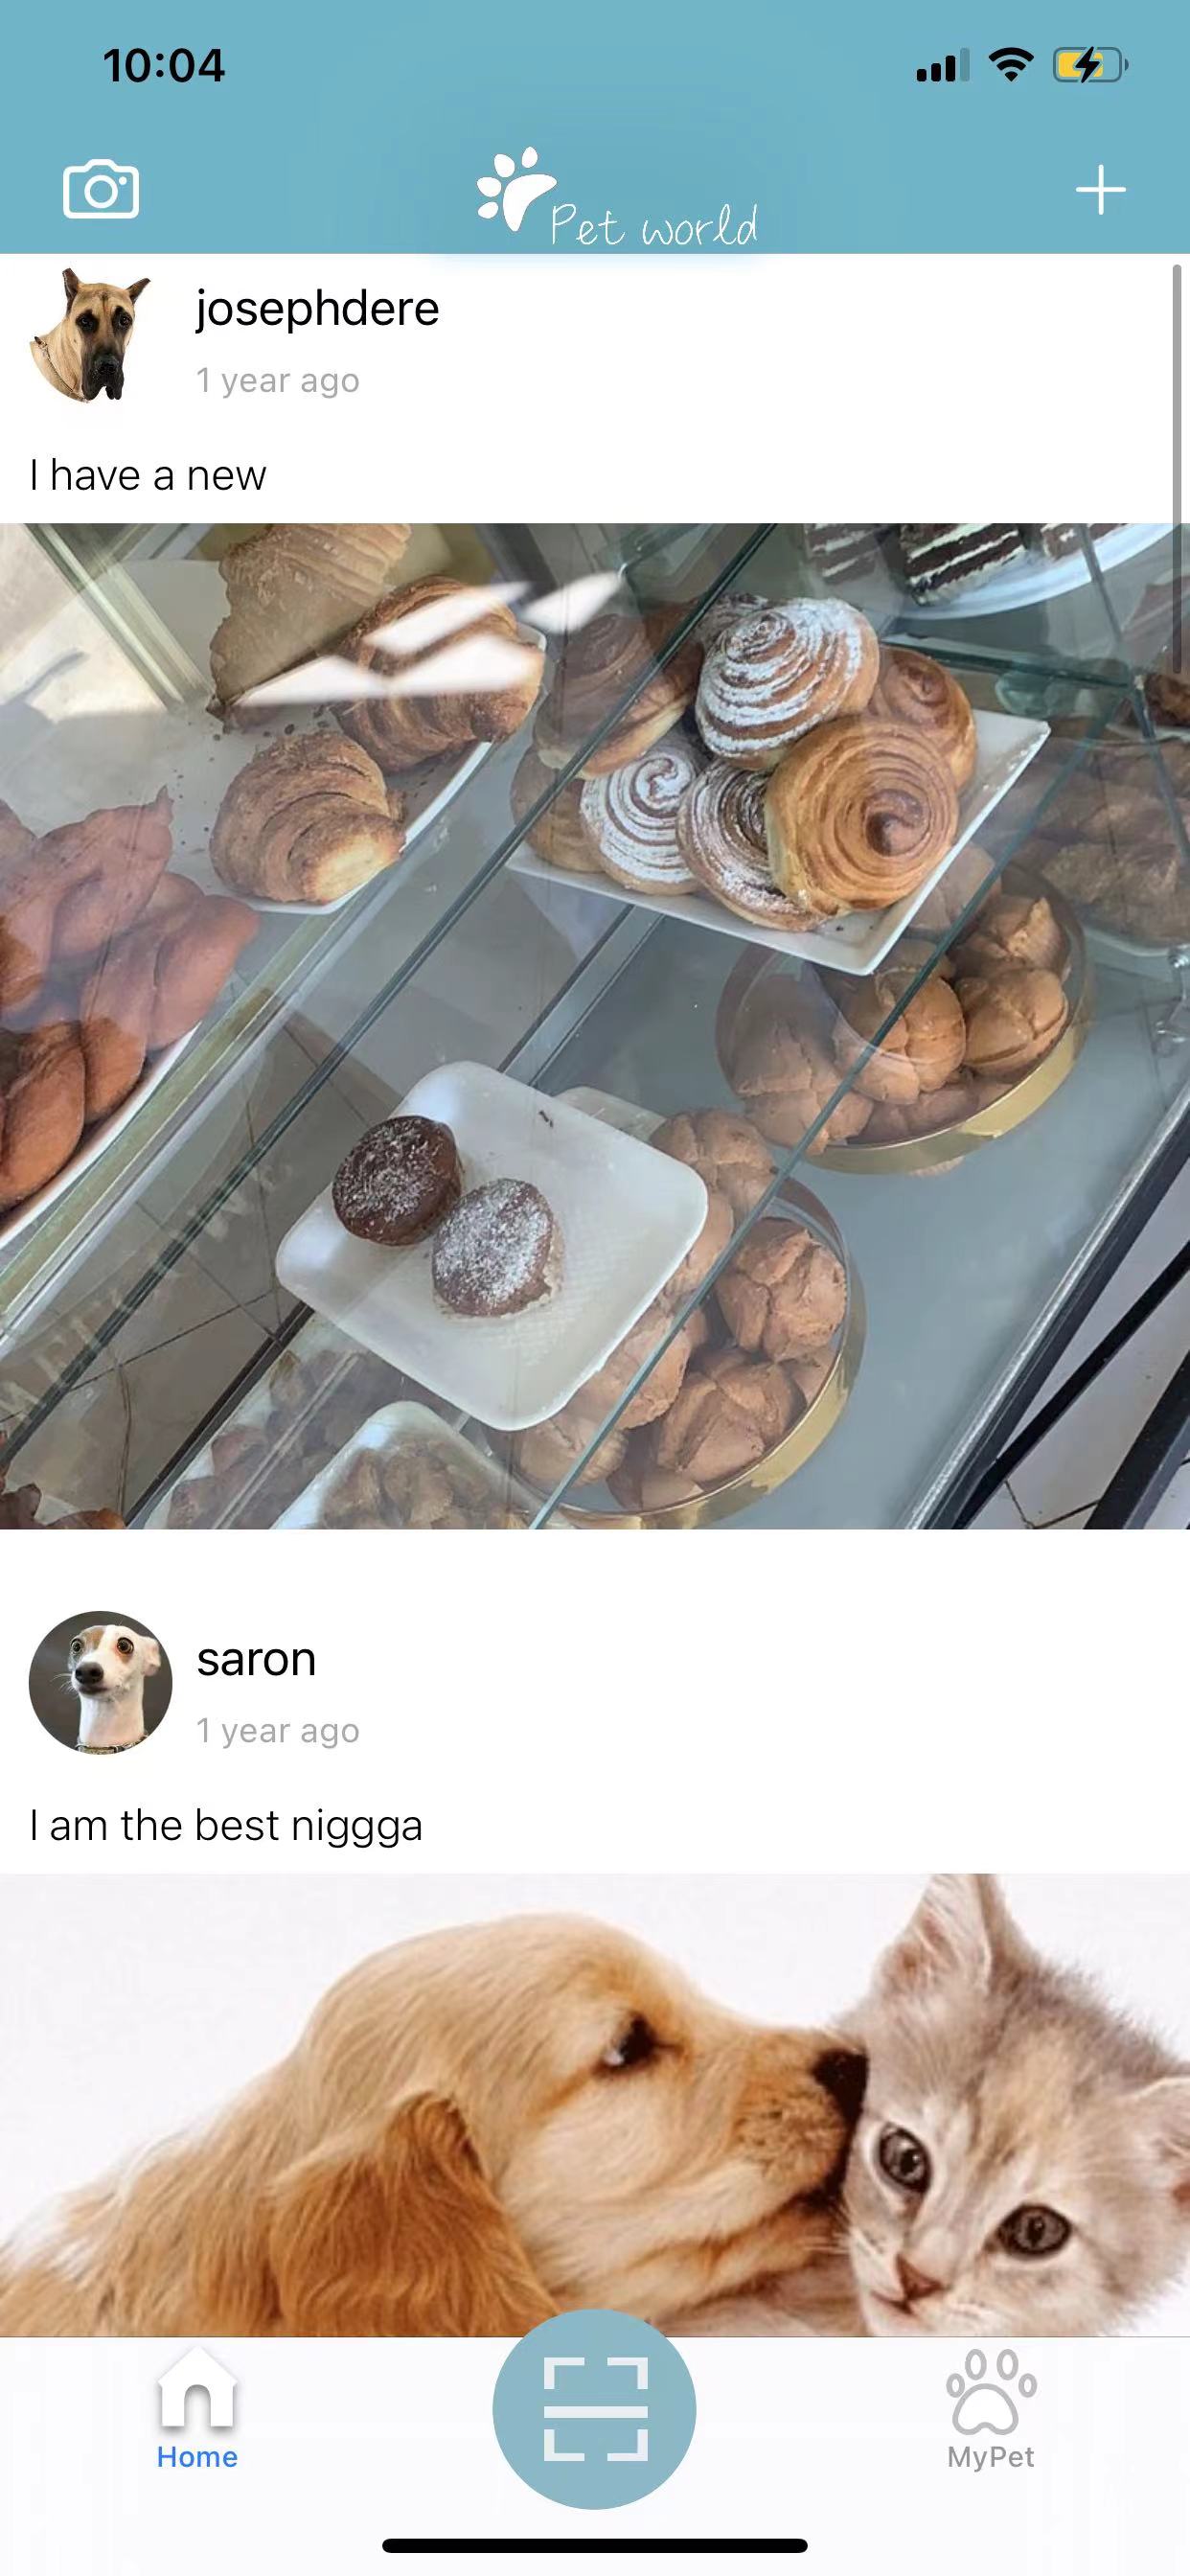 10:04
Pet world
josephdere
1 year ago
I have a new
saron
1 year ago
I am the best niggga
Home
MyPet